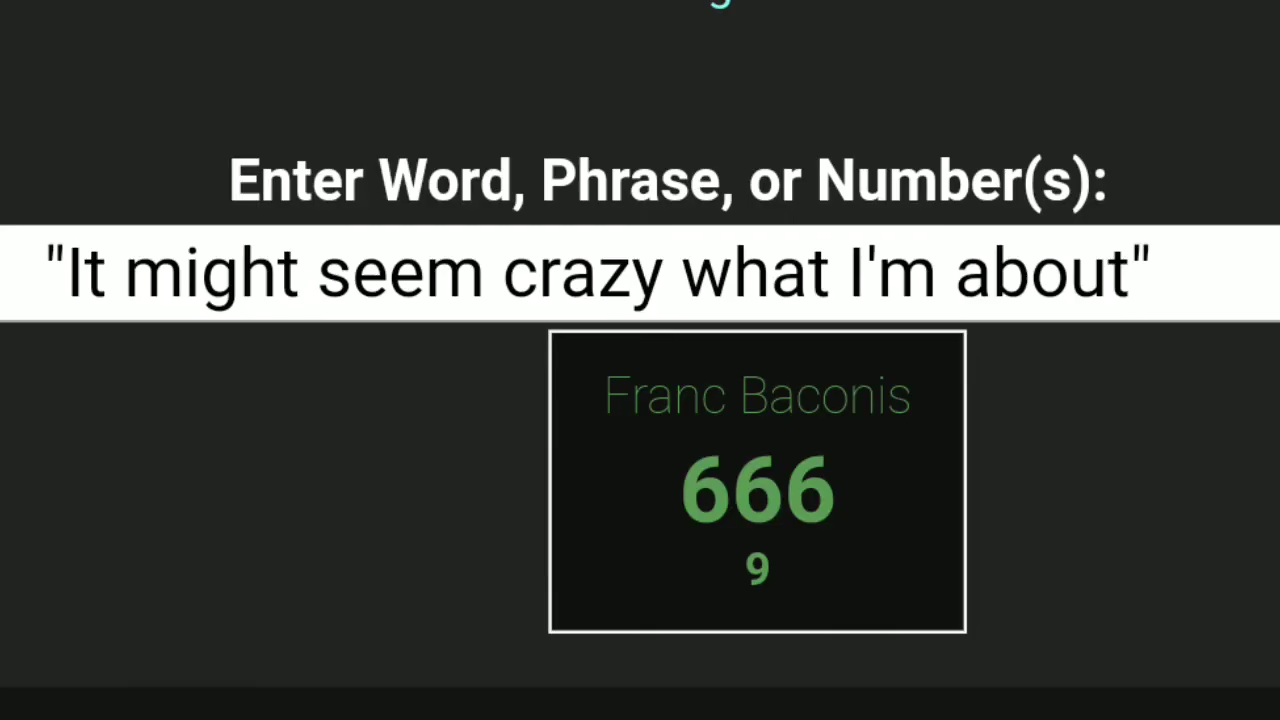 Enter Word, Phrase, or Number(s):
"It might seem crazy what I'm about"
Franc Baconis
666
9